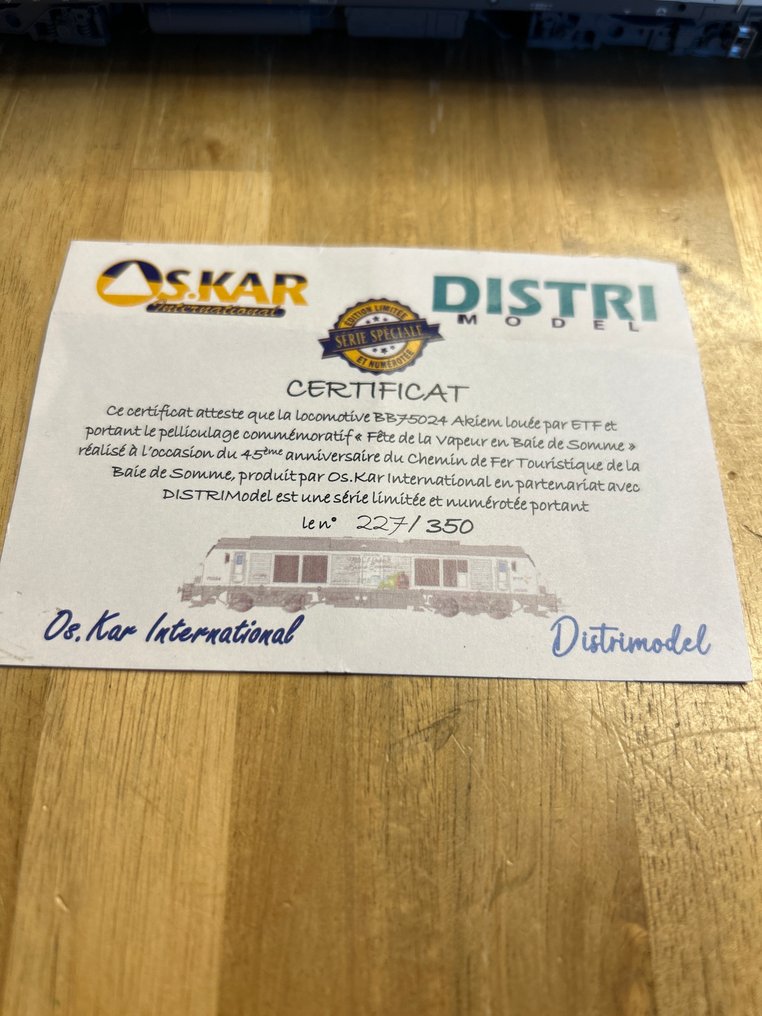 OS.KAR
International
DISTRI
MODEL
ÉDITION LIMITÉE
SÉRIE SPÉCIALE
ET NUMÉROTÉE
CERTIFICAT
Ce certificat atteste que la locomotive BB75024 Akiem louée par ETF et
portant le pelliculage commémoratif « Fête de la Vapeur en Baie de Somme »
réalisé à l'occasion du 45ème anniversaire du Chemin de Fer Touristique de la
Baie de Somme, produit par Os.Kar International en partenariat avec
DISTRIModel est une série limitée et numérotée portant
le n° 227/350
Os.Kar International
Distrimodel